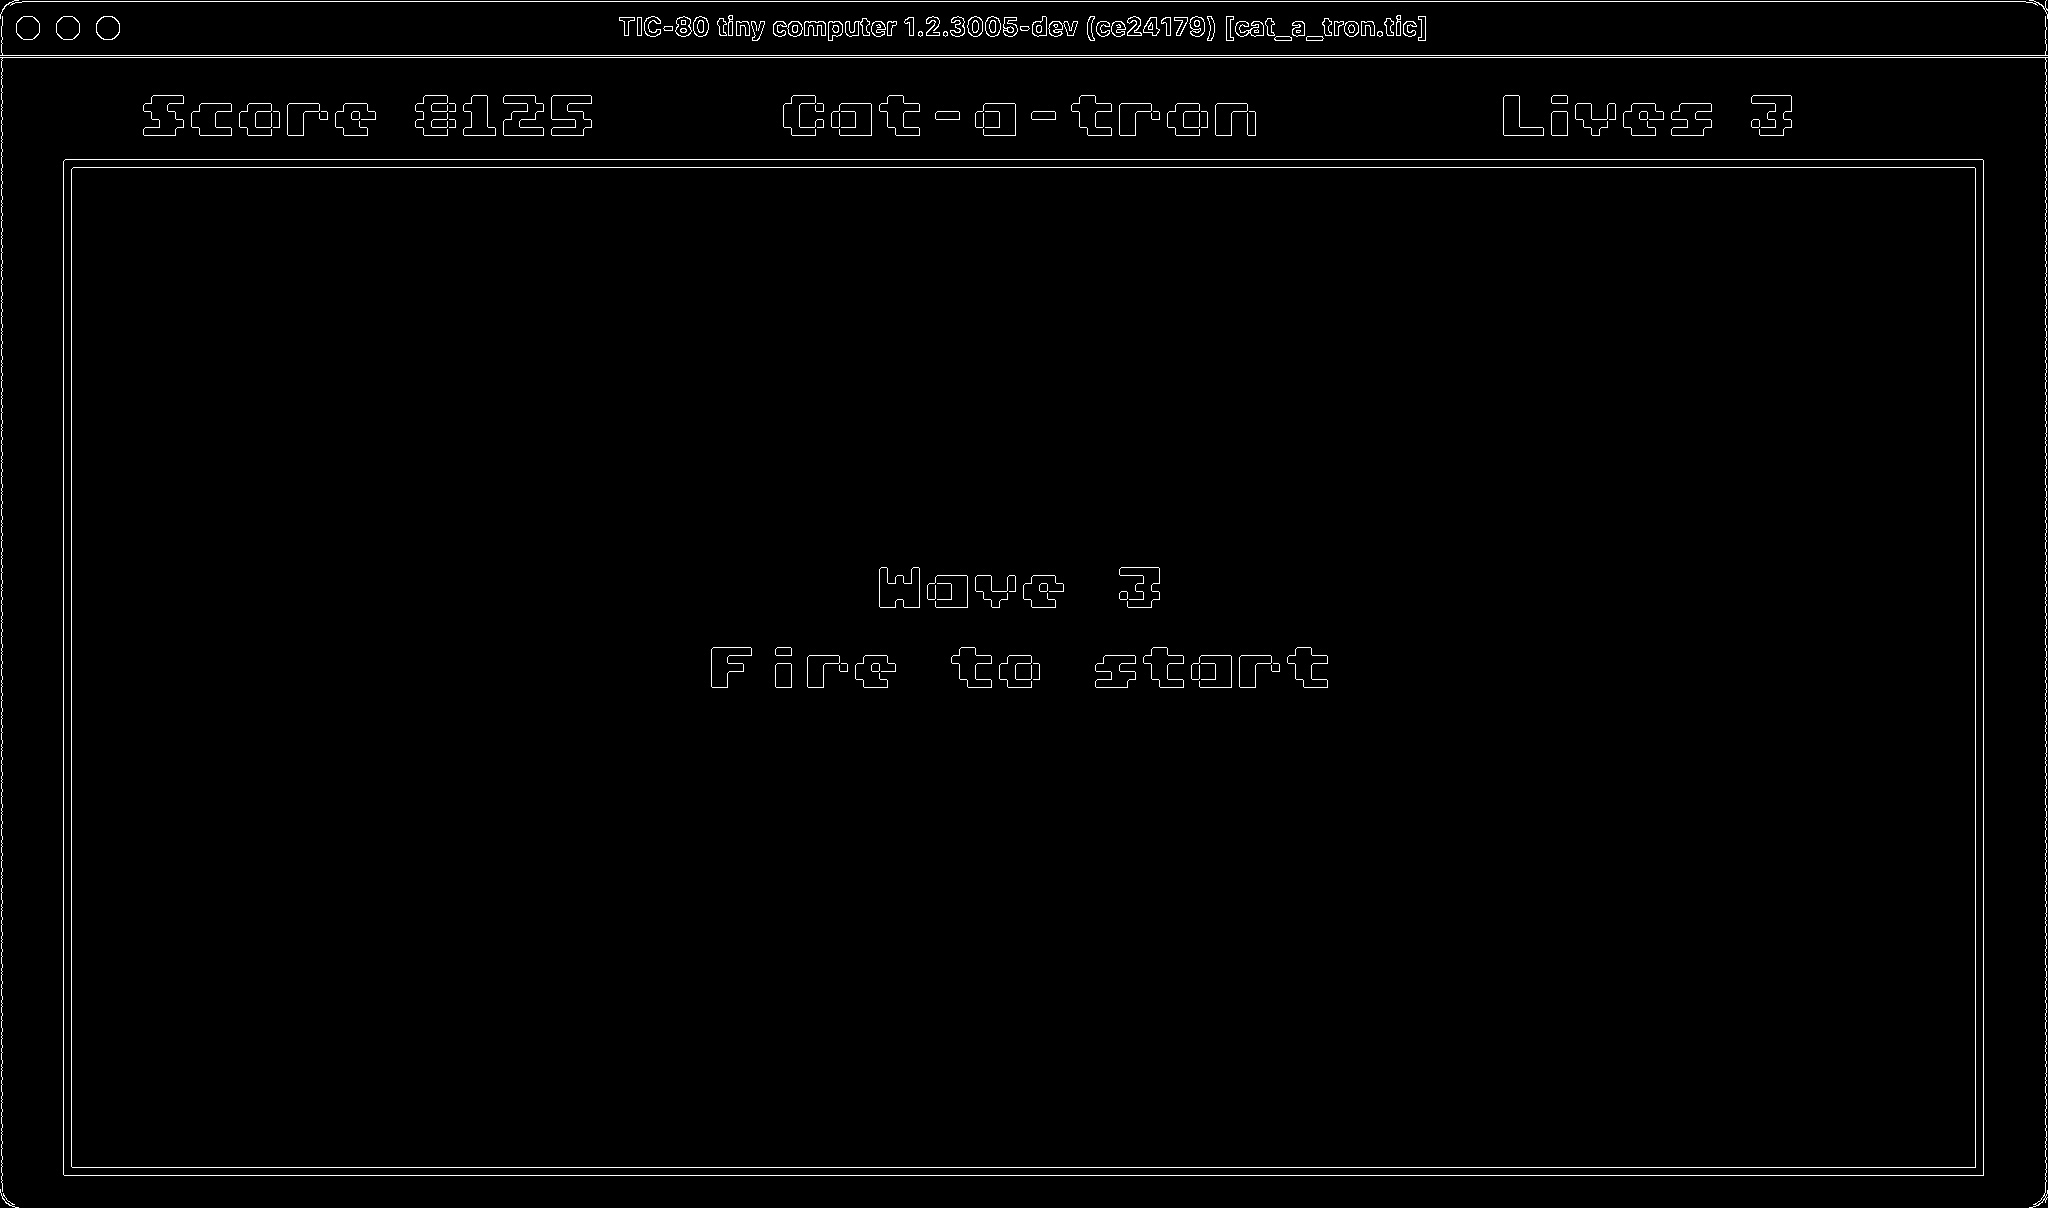 TIC-80 tiny computer 1.2.3005-dev (ce24179) [cat_a_tron.tic]
Score 8125 Cat-a-tron Lives 3
Wave 3
Fire to start